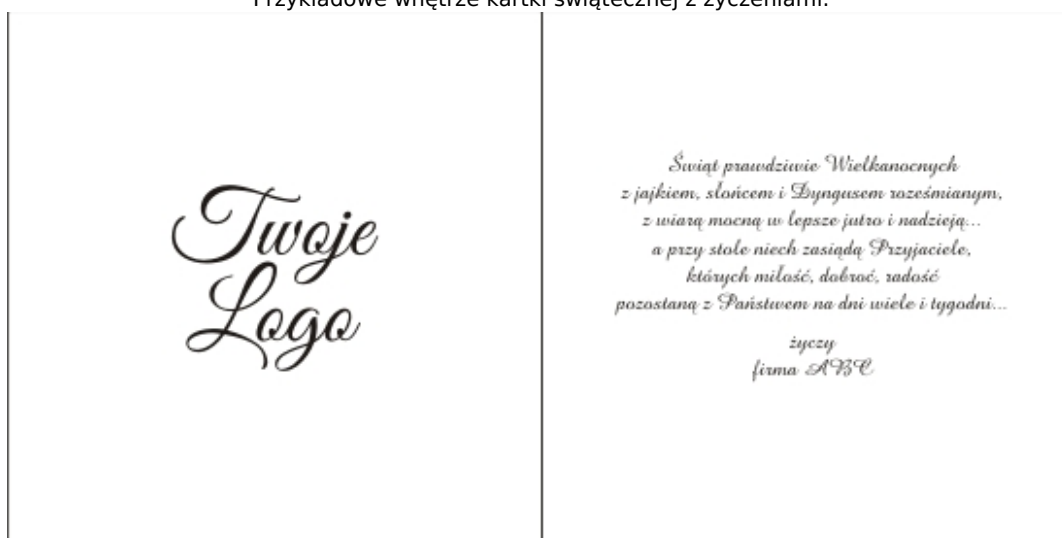 Przykładowe wnętrze kartki świątecznej z życzeniami.
Twoje
Logo
Świąt prawdziwie Wielkanocnych
z jajkiem, słońcem i Dyngusem roześmianym,
z wiarą mocną w lepsze jutro i nadzieją...
a przy stole niech zasiądą Przyjaciele,
których miłość, dobroć, radość
pozostaną z Państwem na dni wiele i tygodni...
życzy
firma ABC